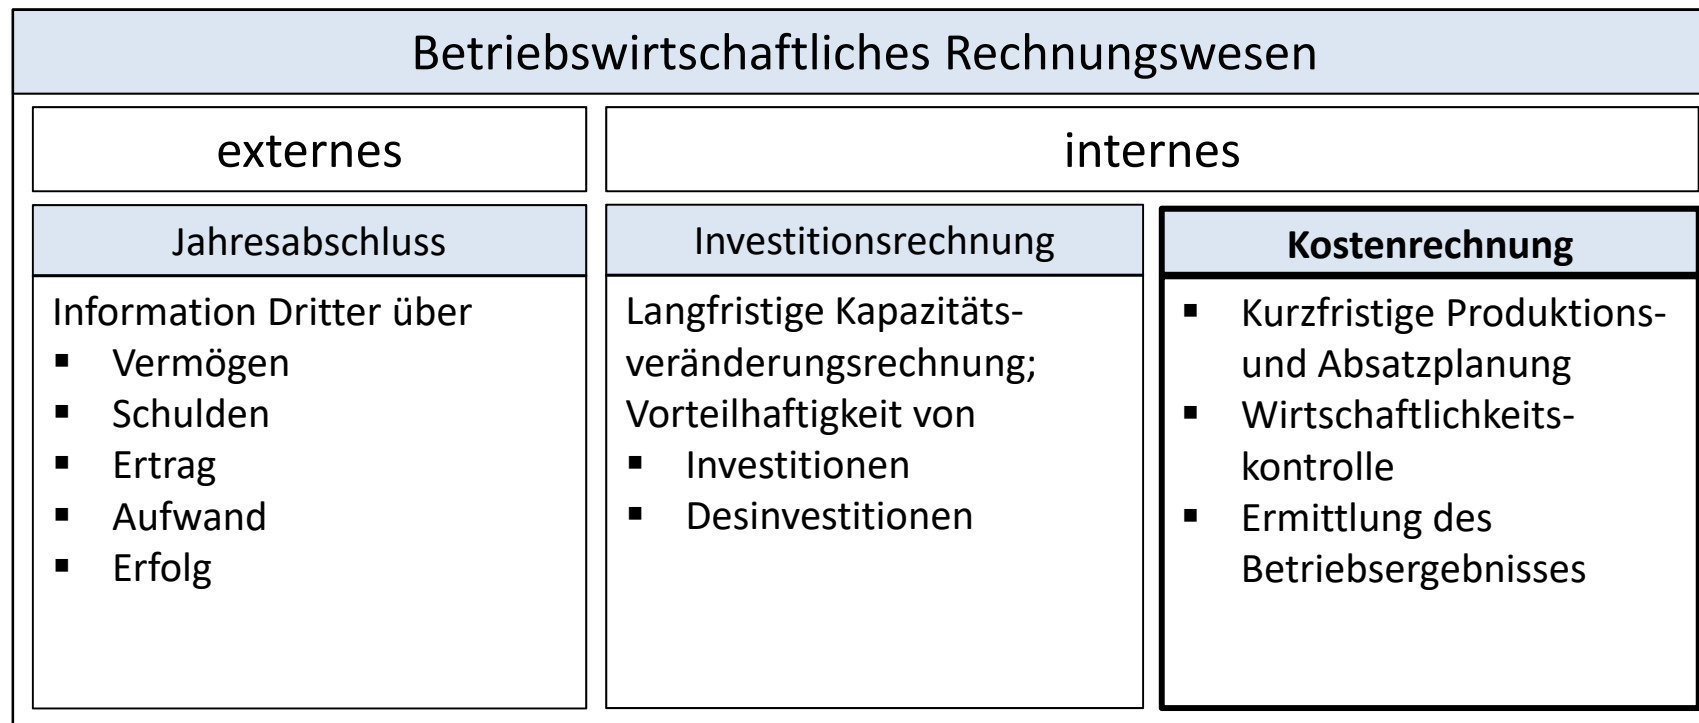 Betriebswirtschaftliches Rechnungswesen
externes
internes
Jahresabschluss
Information Dritter über
▪ Vermögen
▪ Schulden
▪ Ertrag
▪ Aufwand
▪ Erfolg
Investitionsrechnung
Langfristige Kapazitäts-
veränderungsrechnung;
Vorteilhaftigkeit von
▪ Investitionen
▪ Desinvestitionen
Kostenrechnung
▪ Kurzfristige Produktions-
und Absatzplanung
▪ Wirtschaftlichkeits-
kontrolle
▪ Ermittlung des
Betriebsergebnisses